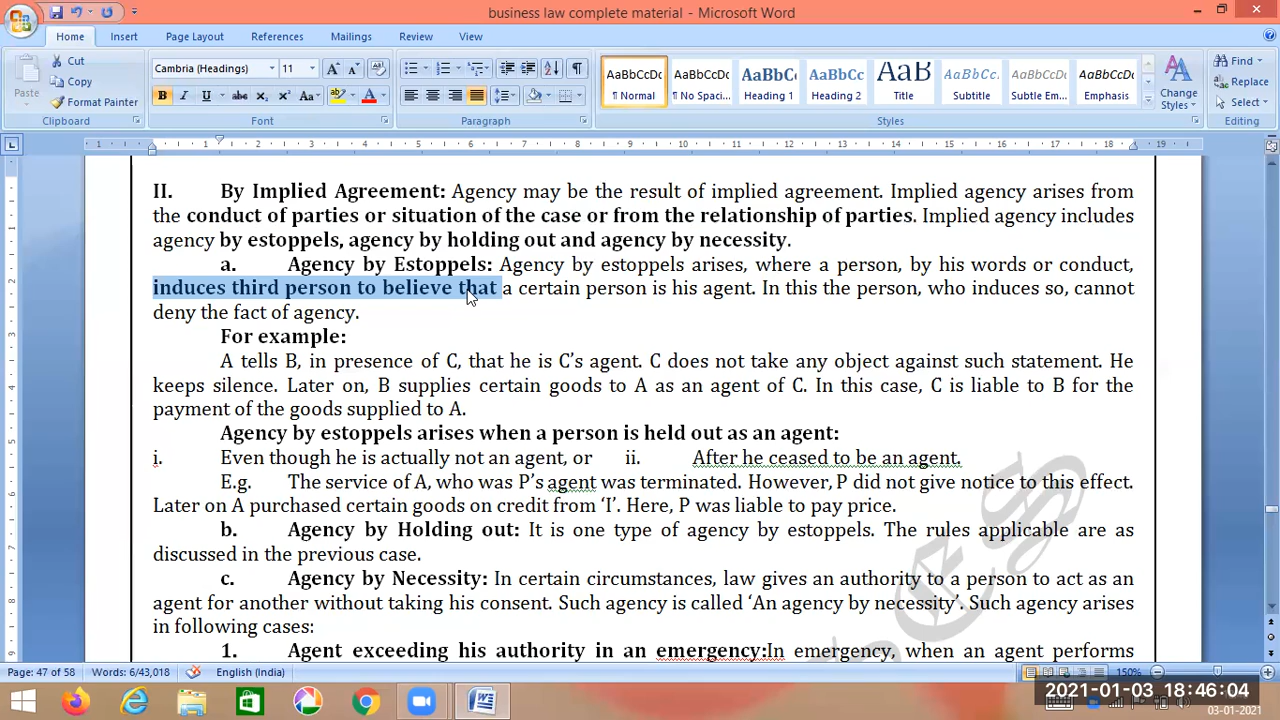 business law complete material - Microsoft Word
Home Insert Page Layout References Mailings Review View
Paste
Cut
Copy
Format Painter
Clipboard
Cambria (Headings) 11
Font
Paragraph
AaBbCcDc AaBbCcDc AaBbCc AaBbCc AaB AaBbCc. AaBbCcDc AaBbCcDc
¶ Normal ¶ No Spaci... Heading 1 Heading 2 Title Subtitle Subtle Em... Emphasis
Styles
Change Styles
Find
Replace
Select
Editing
II. By Implied Agreement: Agency may be the result of implied agreement. Implied agency arises from
the conduct of parties or situation of the case or from the relationship of parties. Implied agency includes
agency by estoppels, agency by holding out and agency by necessity.
a. Agency by Estoppels: Agency by estoppels arises, where a person, by his words or conduct,
induces third person to believe that a certain person is his agent. In this the person, who induces so, cannot
deny the fact of agency.
For example:
A tells B, in presence of C, that he is C’s agent. C does not take any object against such statement. He
keeps silence. Later on, B supplies certain goods to A as an agent of C. In this case, C is liable to B for the
payment of the goods supplied to A.
Agency by estoppels arises when a person is held out as an agent:
i. Even though he is actually not an agent, or ii. After he ceased to be an agent.
E.g. The service of A, who was P’s agent was terminated. However, P did not give notice to this effect.
Later on A purchased certain goods on credit from ‘I’. Here, P was liable to pay price.
b. Agency by Holding out: It is one type of agency by estoppels. The rules applicable are as
discussed in the previous case.
c. Agency by Necessity: In certain circumstances, law gives an authority to a person to act as an
agent for another without taking his consent. Such agency is called ‘An agency by necessity’. Such agency arises
in following cases:
1. Agent exceeding his authority in an emergency:In emergency, when an agent performs
Page: 47 of 58 Words: 6/43,018 English (India) 150%
2021-01-03 18:46:04
03-01-2021